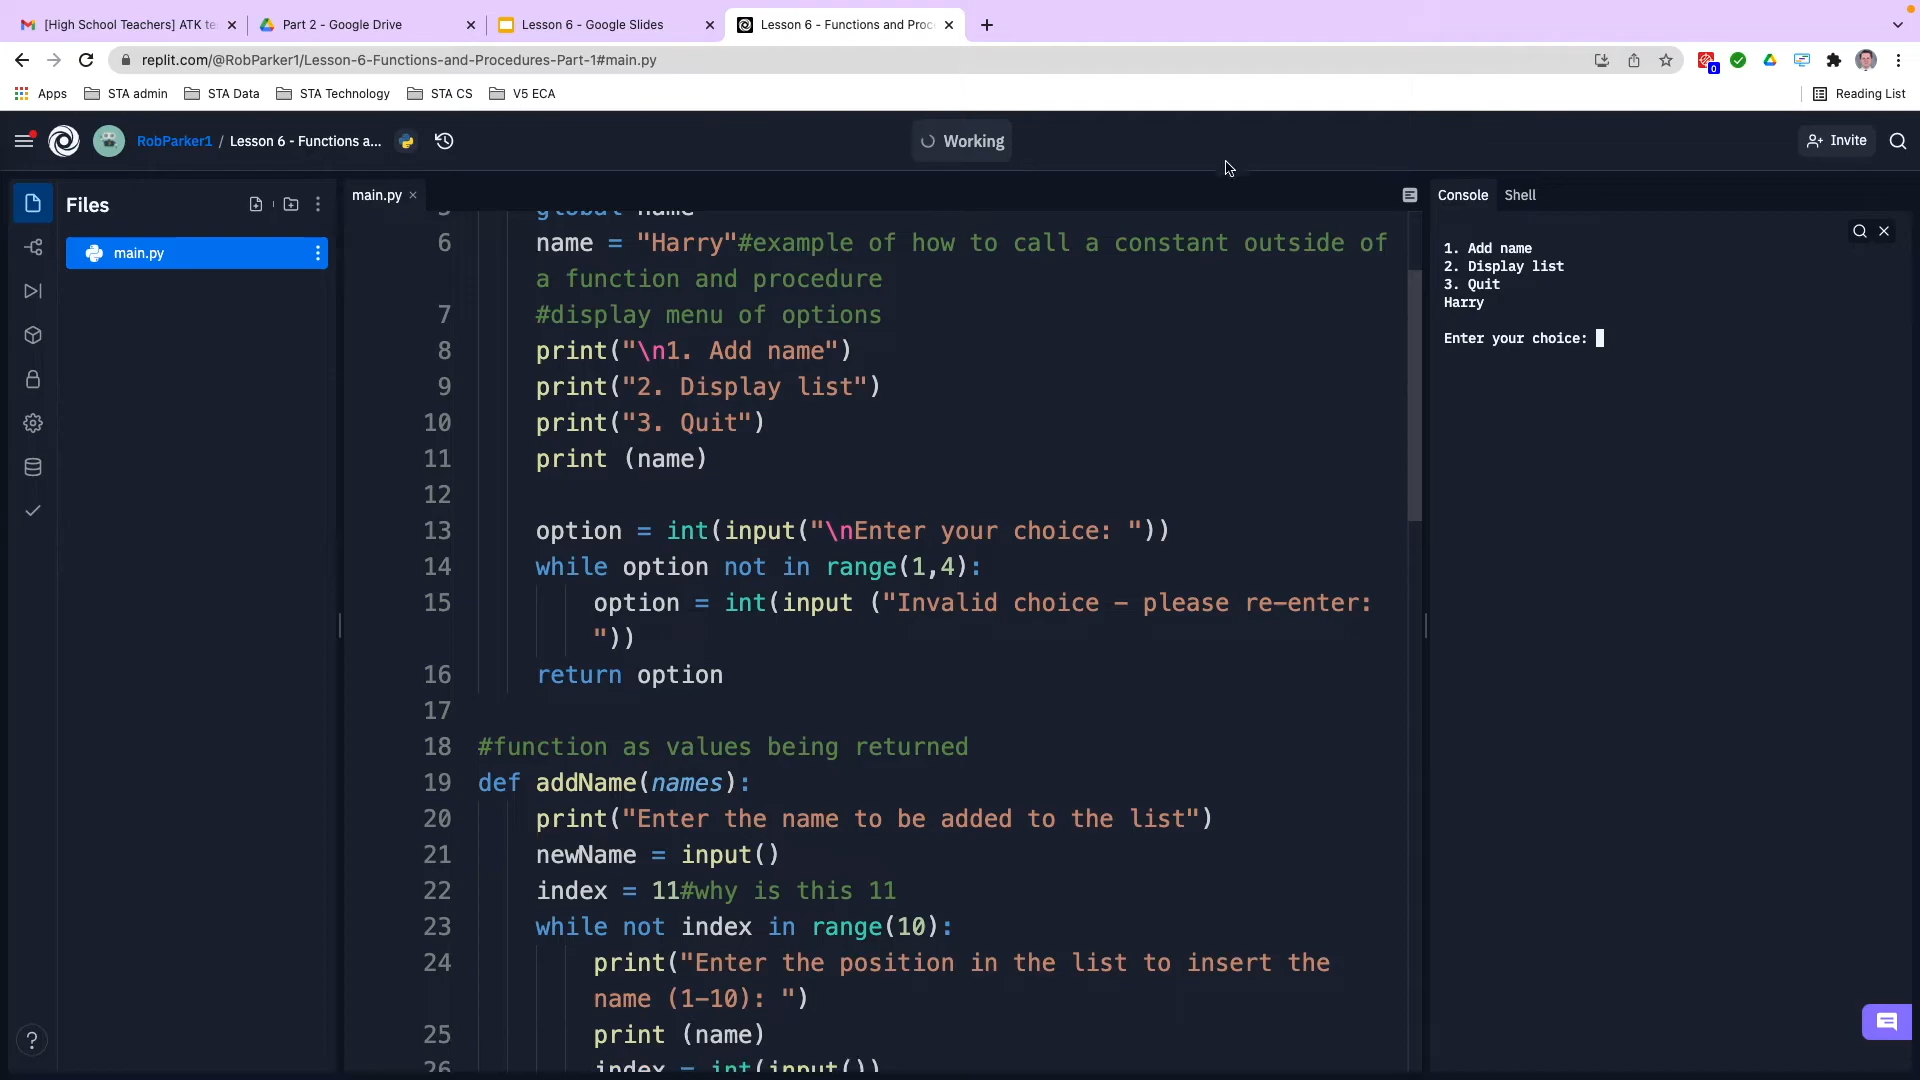 [High School Teachers] ATK te
Part 2 - Google Drive
Lesson 6 - Google Slides
Lesson 6 - Functions and Proc
replit.com/@RobParker1/Lesson-6-Functions-and-Procedures-Part-1#main.py
0
Apps
STA admin
STA Data
STA Technology
STA CS
V5 ECA
Reading List
RobParker1 / Lesson 6 - Functions a...
Working
Invite
Files
main.py
main.py
Console
Shell
5 global name
6 name = "Harry"#example of how to call a constant outside of
a function and procedure
7 #display menu of options
8 print("\n1. Add name")
9 print("2. Display list")
10 print("3. Quit")
11 print (name)
12
13 option = int(input("\nEnter your choice: "))
14 while option not in range(1,4):
15 option = int(input ("Invalid choice - please re-enter:
"))
16 return option
17
18 #function as values being returned
19 def addName(names):
20 print("Enter the name to be added to the list")
21 newName = input()
22 index = 11#why is this 11
23 while not index in range(10):
24 print("Enter the position in the list to insert the
name (1-10): ")
25 print (name)
26 index = int(input())
1. Add name
2. Display list
3. Quit
Harry
Enter your choice:
?